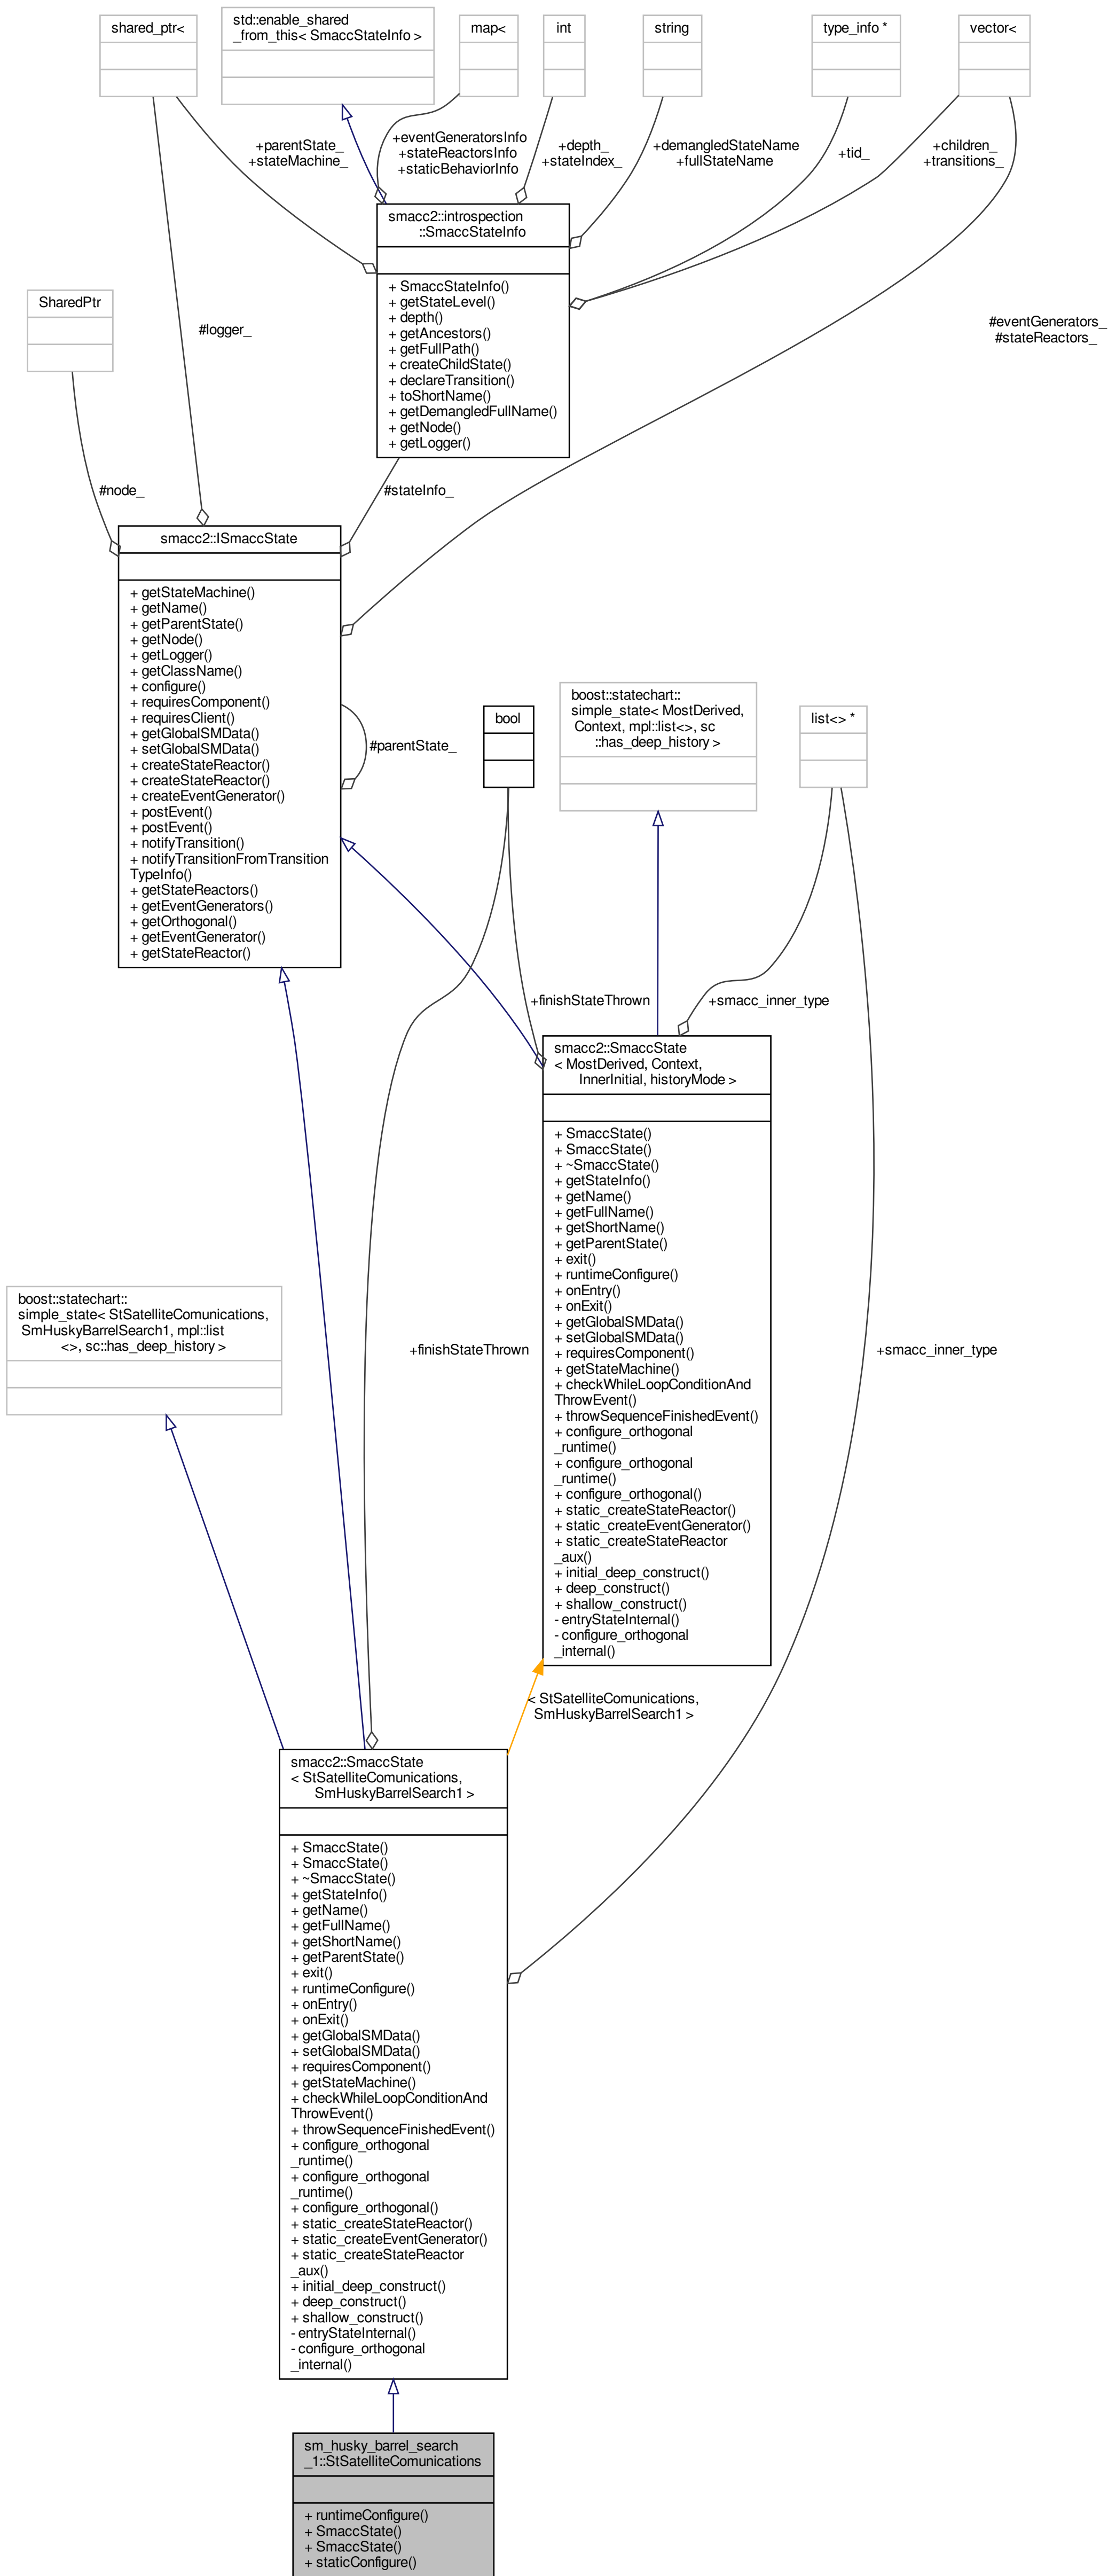 shared_ptr<
std::enable_shared
_from_this< SmaccStateInfo >
map<
int
string
type_info *
vector<
+parentState_
+stateMachine_
+eventGeneratorsInfo
+stateReactorsInfo
+staticBehaviorInfo
+depth_
+stateIndex_
+demangledStateName
+fullStateName
+tid_
+children_
+transitions_
smacc2::introspection
::SmaccStateInfo
+ SmaccStateInfo()
+ getStateLevel()
+ depth()
+ getAncestors()
+ getFullPath()
+ createChildState()
+ declareTransition()
+ toShortName()
+ getDemangledFullName()
+ getNode()
+ getLogger()
SharedPtr
#logger_
#eventGenerators_
#stateReactors_
#node_
#stateInfo_
smacc2::ISmaccState
+ getStateMachine()
+ getName()
+ getParentState()
+ getNode()
+ getLogger()
+ getClassName()
+ configure()
+ requiresComponent()
+ requiresClient()
+ getGlobalSMData()
+ setGlobalSMData()
+ createStateReactor()
+ createStateReactor()
+ createEventGenerator()
+ postEvent()
+ postEvent()
+ notifyTransition()
+ notifyTransitionFromTransition
TypeInfo()
+ getStateReactors()
+ getEventGenerators()
+ getOrthogonal()
+ getEventGenerator()
+ getStateReactor()
#parentState_
bool
boost::statechart::
simple_state< MostDerived,
Context, mpl::list<>, sc
::has_deep_history >
list<> *
+finishStateThrown
+smacc_inner_type
smacc2::SmaccState
< MostDerived, Context,
InnerInitial, historyMode >
+ SmaccState()
+ SmaccState()
+ ~SmaccState()
+ getStateInfo()
+ getName()
+ getFullName()
+ getShortName()
+ getParentState()
+ exit()
+ runtimeConfigure()
+ onEntry()
+ onExit()
+ getGlobalSMData()
+ setGlobalSMData()
+ requiresComponent()
+ getStateMachine()
+ checkWhileLoopConditionAnd
ThrowEvent()
+ throwSequenceFinishedEvent()
+ configure_orthogonal
_runtime()
+ configure_orthogonal
_runtime()
+ configure_orthogonal()
+ static_createStateReactor()
+ static_createEventGenerator()
+ static_createStateReactor
_aux()
+ initial_deep_construct()
+ deep_construct()
+ shallow_construct()
- entryStateInternal()
- configure_orthogonal
_internal()
boost::statechart::
simple_state< StSatelliteComunications,
SmHuskyBarrelSearch1, mpl::list
<>, sc::has_deep_history >
+finishStateThrown
+smacc_inner_type
< StSatelliteComunications,
SmHuskyBarrelSearch1 >
smacc2::SmaccState
< StSatelliteComunications,
SmHuskyBarrelSearch1 >
+ SmaccState()
+ SmaccState()
+ ~SmaccState()
+ getStateInfo()
+ getName()
+ getFullName()
+ getShortName()
+ getParentState()
+ exit()
+ runtimeConfigure()
+ onEntry()
+ onExit()
+ getGlobalSMData()
+ setGlobalSMData()
+ requiresComponent()
+ getStateMachine()
+ checkWhileLoopConditionAnd
ThrowEvent()
+ throwSequenceFinishedEvent()
+ configure_orthogonal
_runtime()
+ configure_orthogonal
_runtime()
+ configure_orthogonal()
+ static_createStateReactor()
+ static_createEventGenerator()
+ static_createStateReactor
_aux()
+ initial_deep_construct()
+ deep_construct()
+ shallow_construct()
- entryStateInternal()
- configure_orthogonal
_internal()
sm_husky_barrel_search
_1::StSatelliteComunications
+ runtimeConfigure()
+ SmaccState()
+ SmaccState()
+ staticConfigure()